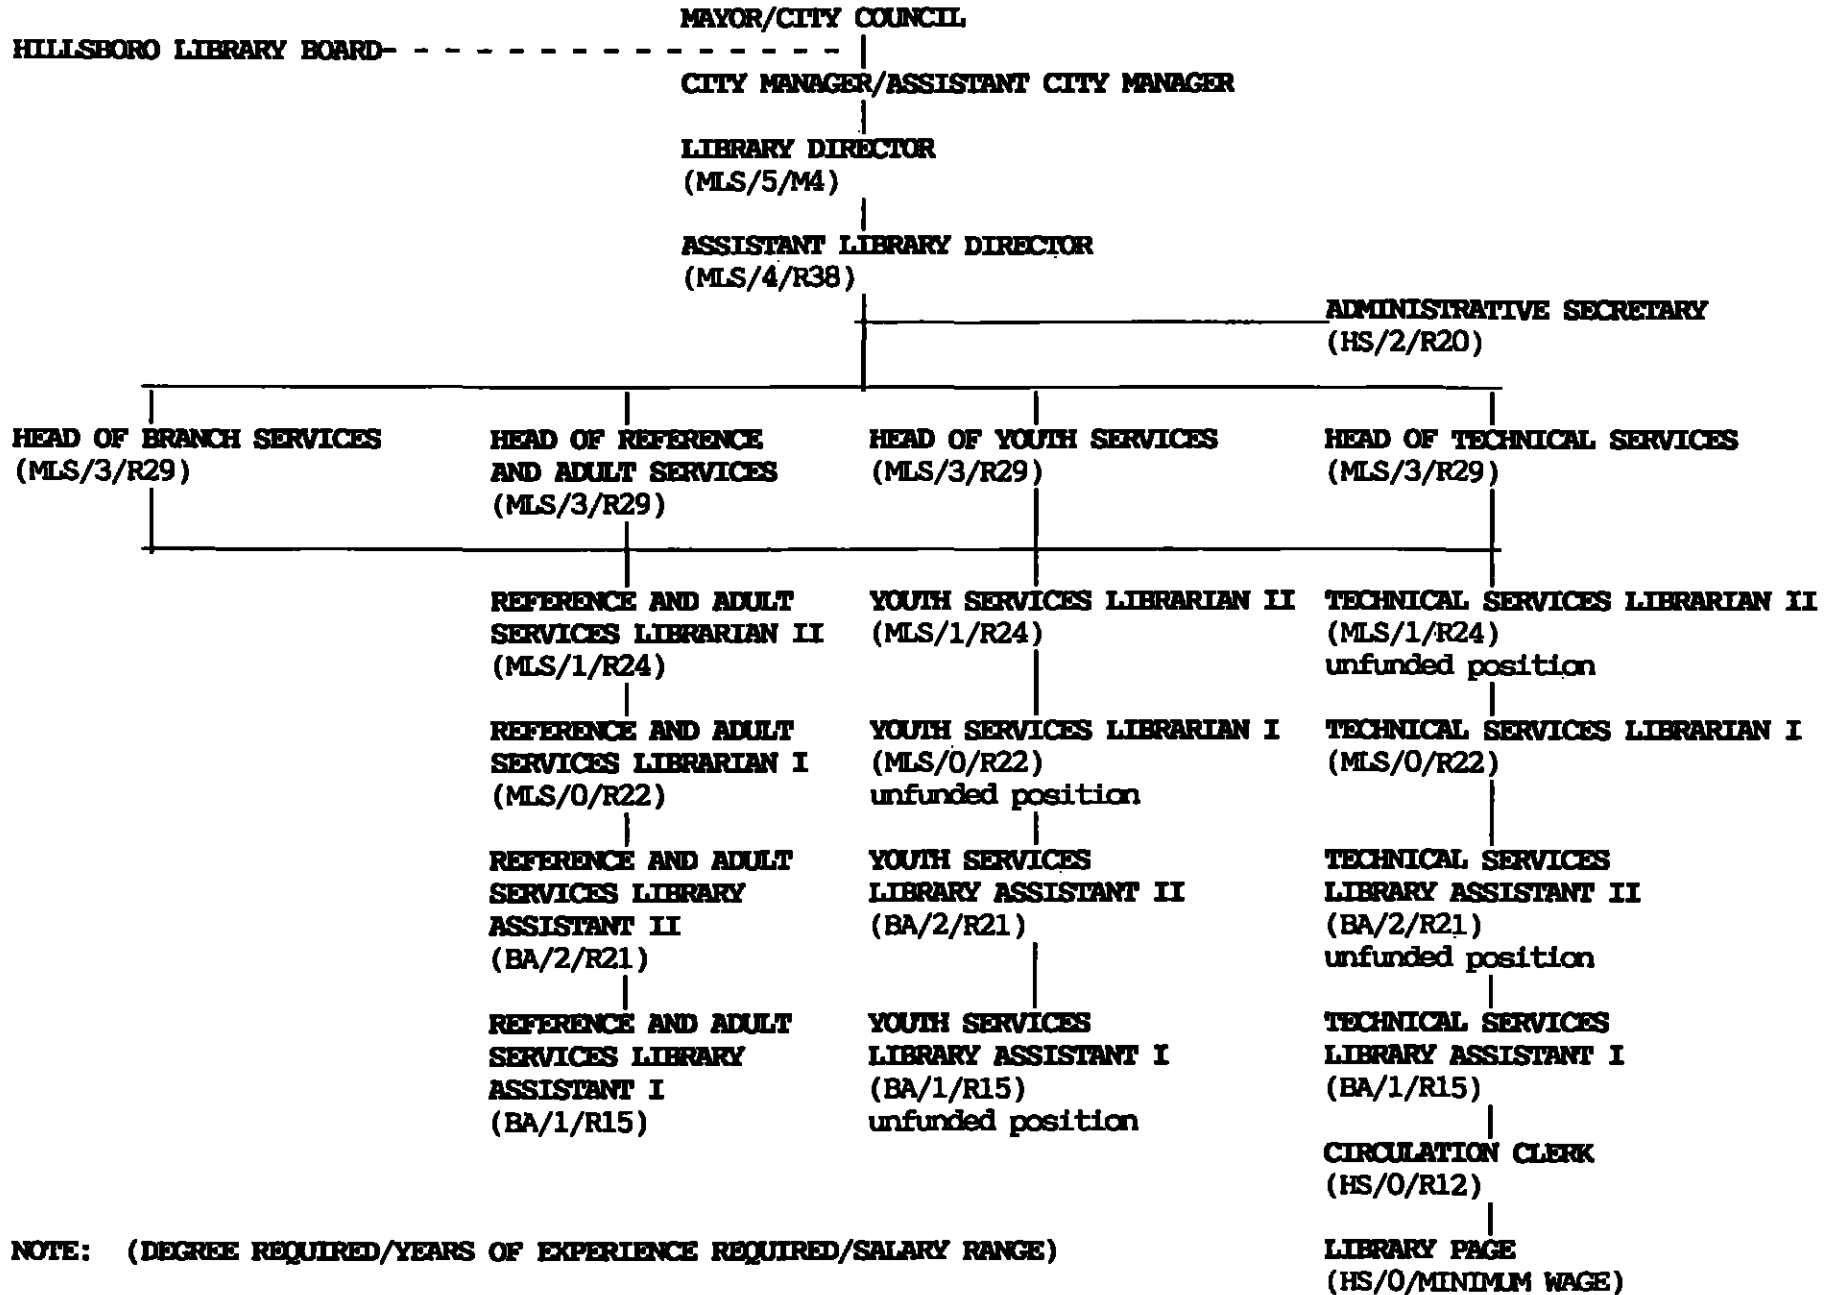 MAYOR/CITY COUNCIL
HILLSBORO LIBRARY BOARD
CITY MANAGER/ASSISTANT CITY MANAGER
LIBRARY DIRECTOR
(MLS/5/M4)
ASSISTANT LIBRARY DIRECTOR
(MLS/4/R38)
ADMINISTRATIVE SECRETARY
(HS/2/R20)
HEAD OF BRANCH SERVICES
(MLS/3/R29)
HEAD OF REFERENCE
AND ADULT SERVICES
(MLS/3/R29)
HEAD OF YOUTH SERVICES
(MLS/3/R29)
HEAD OF TECHNICAL SERVICES
(MLS/3/R29)
REFERENCE AND ADULT
SERVICES LIBRARIAN II
(MLS/1/R24)
REFERENCE AND ADULT
SERVICES LIBRARIAN I
(MLS/0/R22)
REFERENCE AND ADULT
SERVICES LIBRARY
ASSISTANT II
(BA/2/R21)
REFERENCE AND ADULT
SERVICES LIBRARY
ASSISTANT I
(BA/1/R15)
YOUTH SERVICES LIBRARIAN II
(MLS/1/R24)
YOUTH SERVICES LIBRARIAN I
(MLS/0/R22)
unfunded position
YOUTH SERVICES
LIBRARY ASSISTANT II
(BA/2/R21)
YOUTH SERVICES
LIBRARY ASSISTANT I
(BA/1/R15)
unfunded position
TECHNICAL SERVICES LIBRARIAN II
(MLS/1/R24)
unfunded position
TECHNICAL SERVICES LIBRARIAN I
(MLS/0/R22)
TECHNICAL SERVICES
LIBRARY ASSISTANT II
(BA/2/R21)
unfunded position
TECHNICAL SERVICES
LIBRARY ASSISTANT I
(BA/1/R15)
CIRCULATION CLERK
(HS/0/R12)
LIBRARY PAGE
(HS/0/MINIMUM WAGE)
NOTE: (DEGREE REQUIRED/YEARS OF EXPERIENCE REQUIRED/SALARY RANGE)